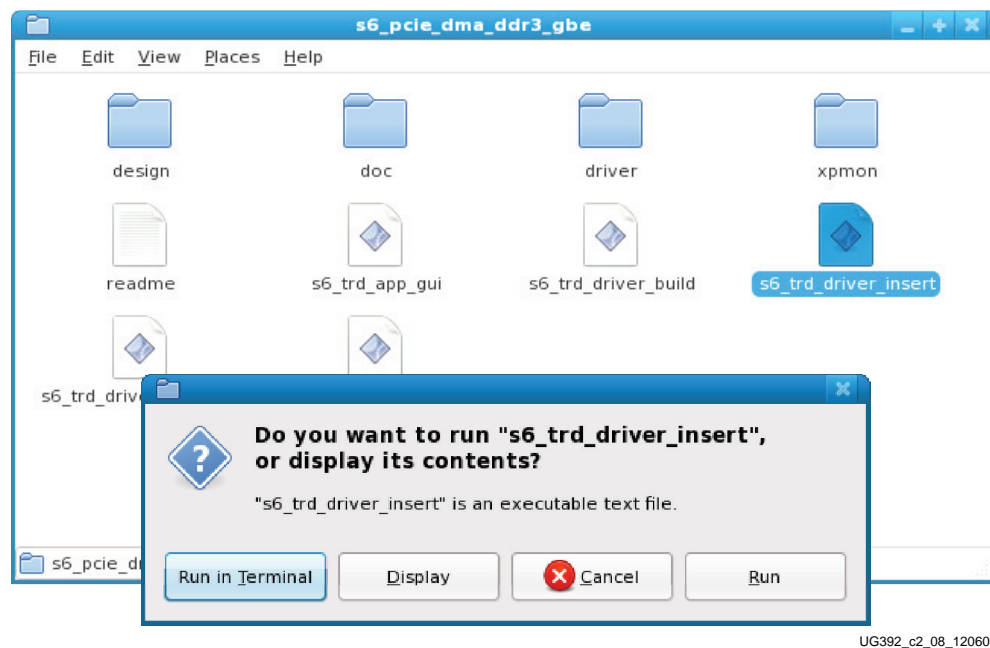 s6_pcie_dma_ddr3_gbe
File Edit View Places Help
design doc driver xpmon
readme s6_trd_app_gui s6_trd_driver_build s6_trd_driver_insert
Do you want to run "s6_trd_driver_insert",
or display its contents?
"s6_trd_driver_insert" is an executable text file.
Run in Terminal Display Cancel Run
UG392_c2_08_12060